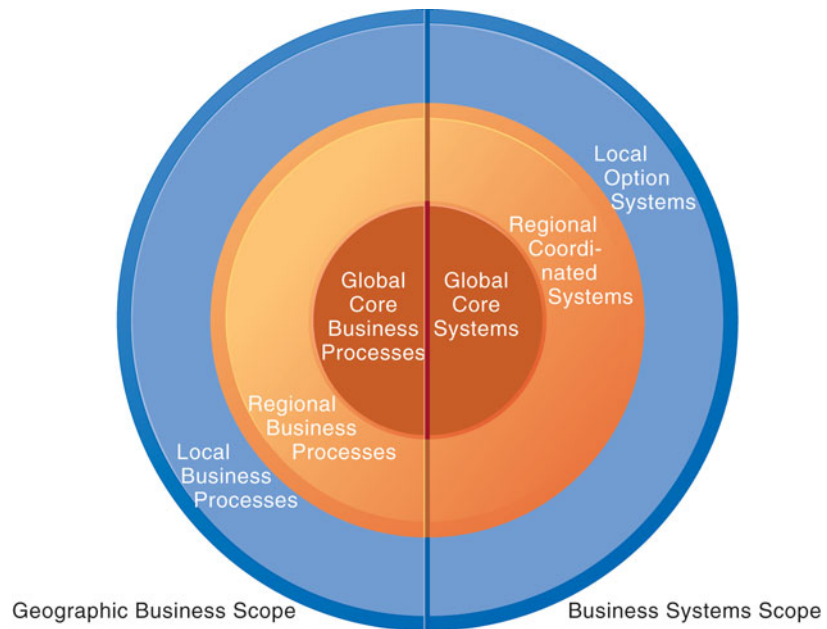 Local
Option
Systems
Regional
Coordi-
nated
Systems
Global
Core
Business
Processes
Global
Core
Systems
Regional
Business
Processes
Local
Business
Processes
Geographic Business Scope
Business Systems Scope